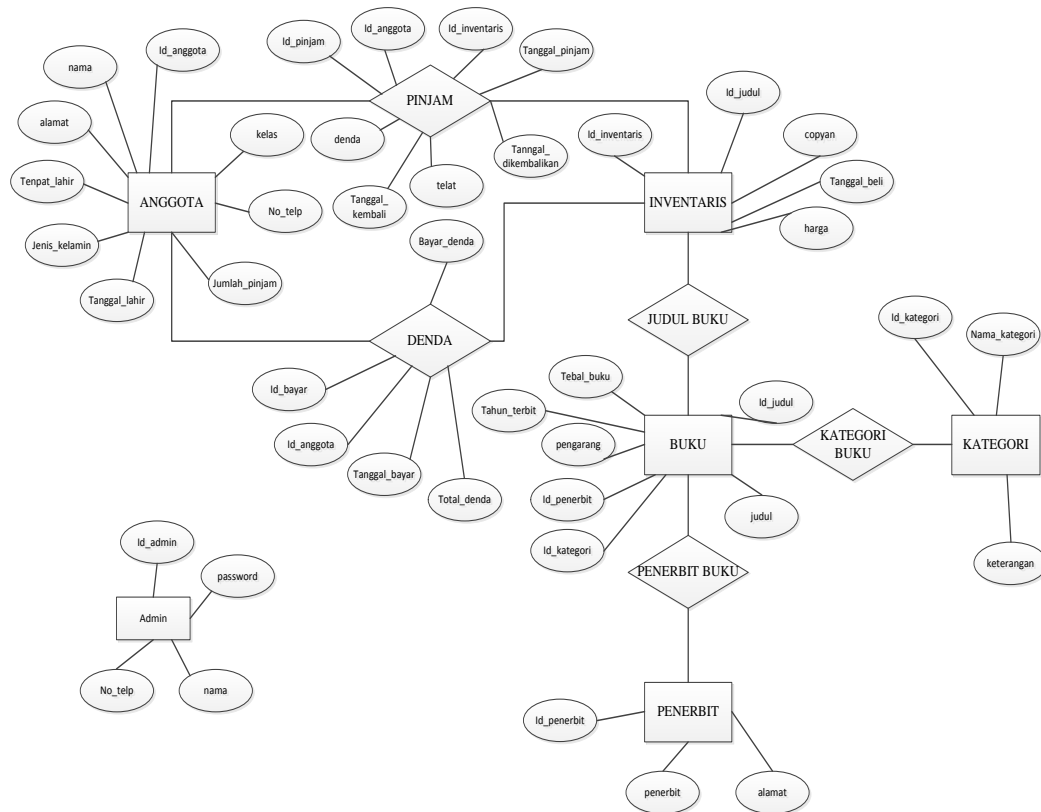 Id_anggota
nama
alamat
Tenpat_lahir
Jenis_kelamin
Tanggal_lahir
Jumlah_pinjam
No_telp
kelas
ANGGOTA
Id_pinjam
Id_anggota
Id_inventaris
Tanggal_pinjam
PINJAM
denda
Tanggal_
kembali
telat
Tanngal_
dikembalikan
Id_judul
Id_inventaris
copyan
Tanggal_beli
harga
INVENTARIS
Bayar_denda
DENDA
Id_bayar
Id_anggota
Tanggal_bayar
Total_denda
JUDUL BUKU
Tebal_buku
Id_judul
Tahun_terbit
pengarang
Id_penerbit
Id_kategori
judul
BUKU
KATEGORI
BUKU
Id_kategori
Nama_kategori
KATEGORI
keterangan
PENERBIT BUKU
Id_admin
password
Admin
No_telp
nama
PENERBIT
Id_penerbit
penerbit
alamat